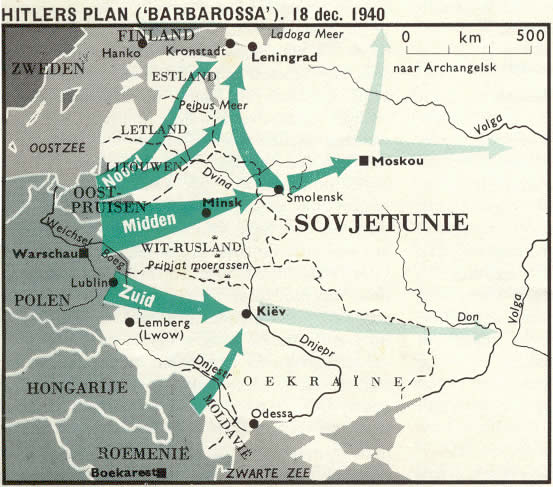 HITLERS PLAN (‘BARBAROSSA’). 18 dec. 1940
FINLAND
Ladoga Meer
0 km 500
Hanko
Kronstadt
Leningrad
naar Archangelsk
ZWEDEN
ESTLAND
Peipus Meer
Volga
LETLAND
OOSTZEE
Noord
LITOUWEN
Moskou
Dvina
OOST-
PRUISEN
Smolensk
Minsk
Midden
SOVJETUNIE
Weichsel
WIT-RUSLAND
Warschau
Boeg
Pripjat moerassen
Lublin
Zuid
POLEN
Kiëv
Don
Volga
Lemberg
(Lwow)
Dnjepr
Dnjestr
HONGARIJE
OEKRAÏNE
MOLDAVIË
Odessa
ROEMENIË
Boekarest
ZWARTE ZEE